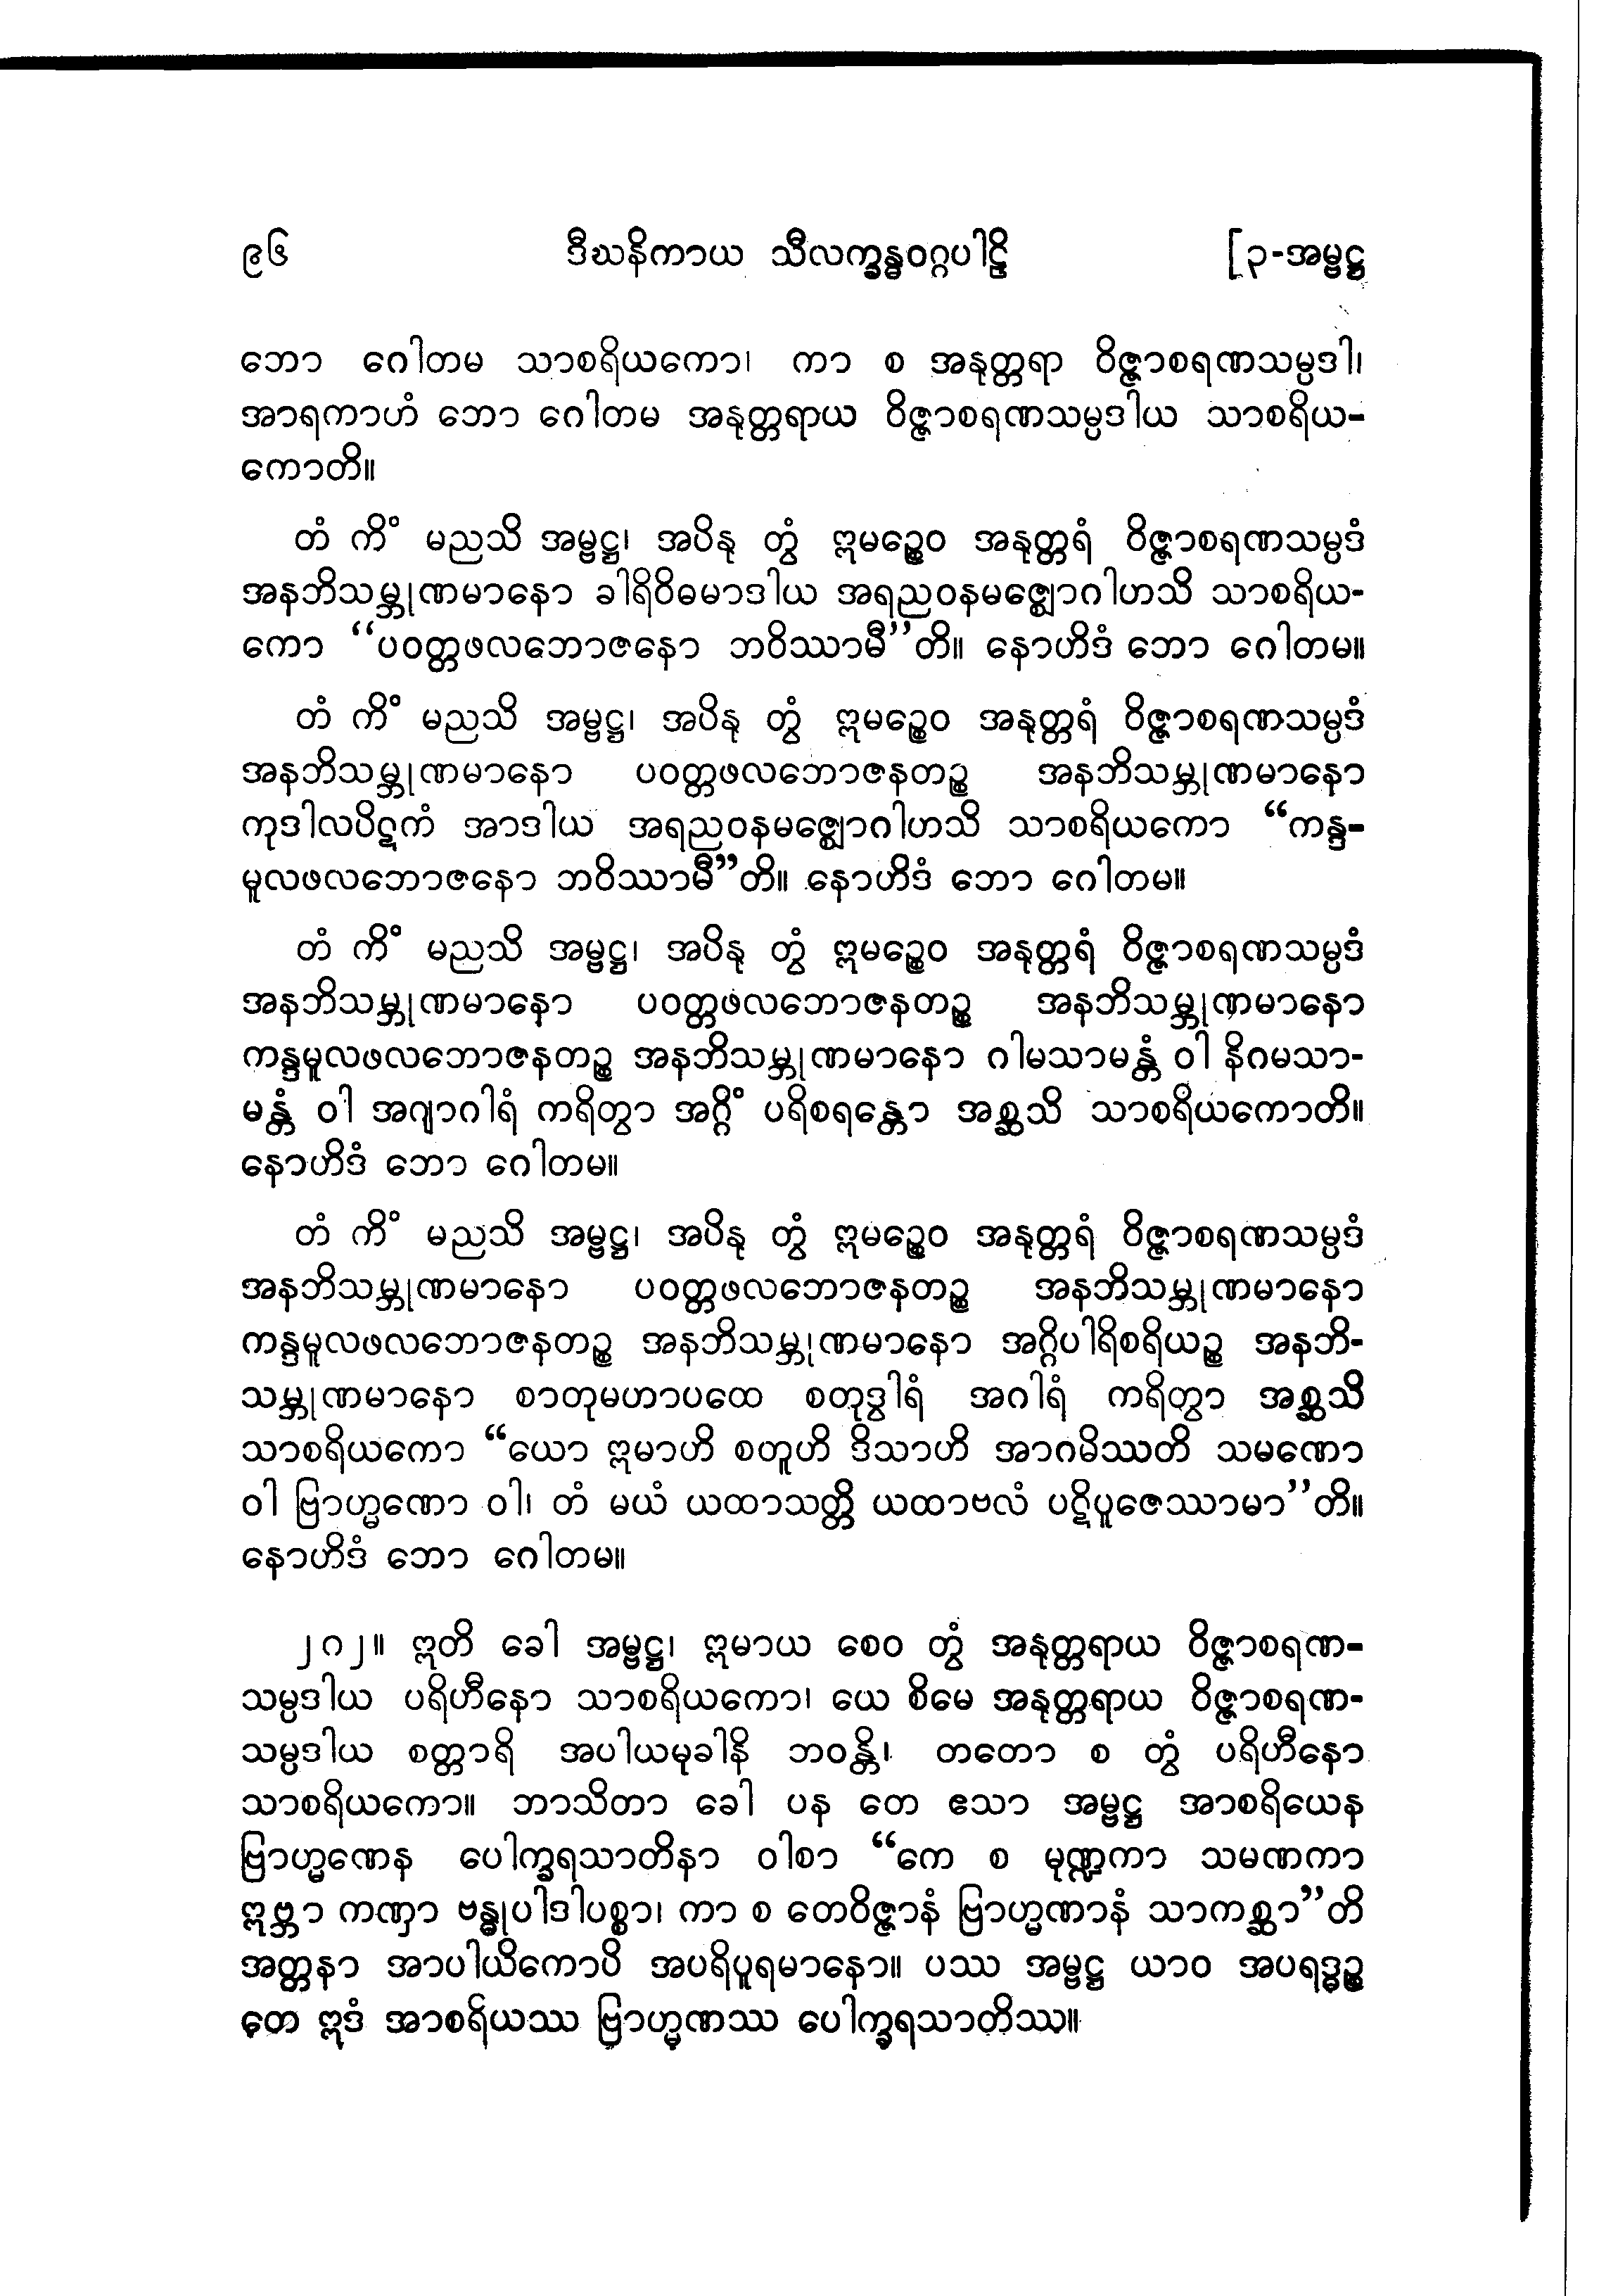 ၉၆ ဒီဃနိကာယ သီလက္ခန္ဓဝဂ္ဂပါဠိ [၃-အမ္ဗဋ္ဌ
ဘော ဂေါတမ သာစရိယကော၊ ကာ စ အနုတ္တရာ ဝိဇ္ဇာစရဏသမ္ပဒါ၊
အာရကာဟံ ဘော ဂေါတမ အနုတ္တရာယ ဝိဇ္ဇာစရဏသမ္ပဒါယ သာစရိယ-
ကောတိ။
တံ ကိံ မညသိ အမ္ဗဋ္ဌ၊ အပိနု တွံ ဣမဉ္စေဝ အနုတ္တရံ ဝိဇ္ဇာစရဏသမ္ပဒံ
အနဘိသမ္ဘုဏမာနော ခါရိဝိဓမာဒါယ အရညဝနမဇ္ဈောဂါဟသိ သာစရိယ-
ကော “ပဝတ္တဖလဘောဇနော ဘဝိဿာမီ”တိ။ နောဟိဒံ ဘော ဂေါတမ။
တံ ကိံ မညသိ အမ္ဗဋ္ဌ၊ အပိနု တွံ ဣမဉ္စေဝ အနုတ္တရံ ဝိဇ္ဇာစရဏသမ္ပဒံ
အနဘိသမ္ဘုဏမာနော ပဝတ္တဖလဘောဇနတဉ္စ အနဘိသမ္ဘုဏမာနော
ကုဒါလပိဋကံ အာဒါယ အရညဝနမဇ္ဈောဂါဟသိ သာစရိယကော “ကန္ဒ-
မူလဖလဘောဇနော ဘဝိဿာမီ”တိ။ နောဟိဒံ ဘော ဂေါတမ။
တံ ကိံ မညသိ အမ္ဗဋ္ဌ၊ အပိနု တွံ ဣမဉ္စေဝ အနုတ္တရံ ဝိဇ္ဇာစရဏသမ္ပဒံ
အနဘိသမ္ဘုဏမာနော ပဝတ္တဖလဘောဇနတဉ္စ အနဘိသမ္ဘုဏမာနော
ကန္ဒမူလဖလဘောဇနတဉ္စ အနဘိသမ္ဘုဏမာနော ဂါမသာမန္တံ ဝါ နိဂမသာ-
မန္တံ ဝါ အဂျာဂါရံ ကရိတွာ အဂ္ဂိံ ပရိစရန္တော အစ္ဆသိ သာစရိယကောတိ။
နောဟိဒံ ဘော ဂေါတမ။
တံ ကိံ မညသိ အမ္ဗဋ္ဌ၊ အပိနု တွံ ဣမဉ္စေဝ အနုတ္တရံ ဝိဇ္ဇာစရဏသမ္ပဒံ
အနဘိသမ္ဘုဏမာနော ပဝတ္တဖလဘောဇနတဉ္စ အနဘိသမ္ဘုဏမာနော
ကန္ဒမူလဖလဘောဇနတဉ္စ အနဘိသမ္ဘုဏမာနော အဂ္ဂိပါရိစရိယဉ္စ အနဘိ-
သမ္ဘုဏမာနော စာတုမဟာပထေ စတုဒွါရံ အဂါရံ ကရိတွာ အစ္ဆသိ
သာစရိယကော “ယော ဣမာဟိ စတူဟိ ဒိသာဟိ အာဂမိဿတိ သမဏော
ဝါ ဗြာဟ္မဏော ဝါ၊ တံ မယံ ယထာသတ္တိ ယထာဗလံ ပဋိပူဇေဿာမာ”တိ။
နောဟိဒံ ဘော ဂေါတမ။
၂၇၂။ ဣတိ ခေါ အမ္ဗဋ္ဌ၊ ဣမာယ စေဝ တွံ အနုတ္တရာယ ဝိဇ္ဇာစရဏ-
သမ္ပဒါယ ပရိဟီနော သာစရိယကော၊ ယေ စိမေ အနုတ္တရာယ ဝိဇ္ဇာစရဏ-
သမ္ပဒါယ စတ္တာရိ အပါယမုခါနိ ဘဝန္တိ၊ တတော စ တွံ ပရိဟီနော
သာစရိယကော။ ဘာသိတာ ခေါ ပန တေ ဧသာ အမ္ဗဋ္ဌ အာစရိယေန
ဗြာဟ္မဏေန ပေါက္ခရသာတိနာ ဝါစာ “ကေ စ မုဏ္ဍကာ သမဏကာ
ဣဗ္ဘာ ကဏှာ ဗန္ဓုပါဒါပစ္စာ၊ ကာ စ တေဝိဇ္ဇာနံ ဗြာဟ္မဏာနံ သာကစ္ဆာ”တိ
အတ္တနာ အာပါယိကောပိ အပရိပူရမာနော။ ပဿ အမ္ဗဋ္ဌ ယာဝ အပရဒ္ဓဉ္စ
တေ ဣဒံ အာစရိယဿ ဗြာဟ္မဏဿ ပေါက္ခရသာတိဿ။